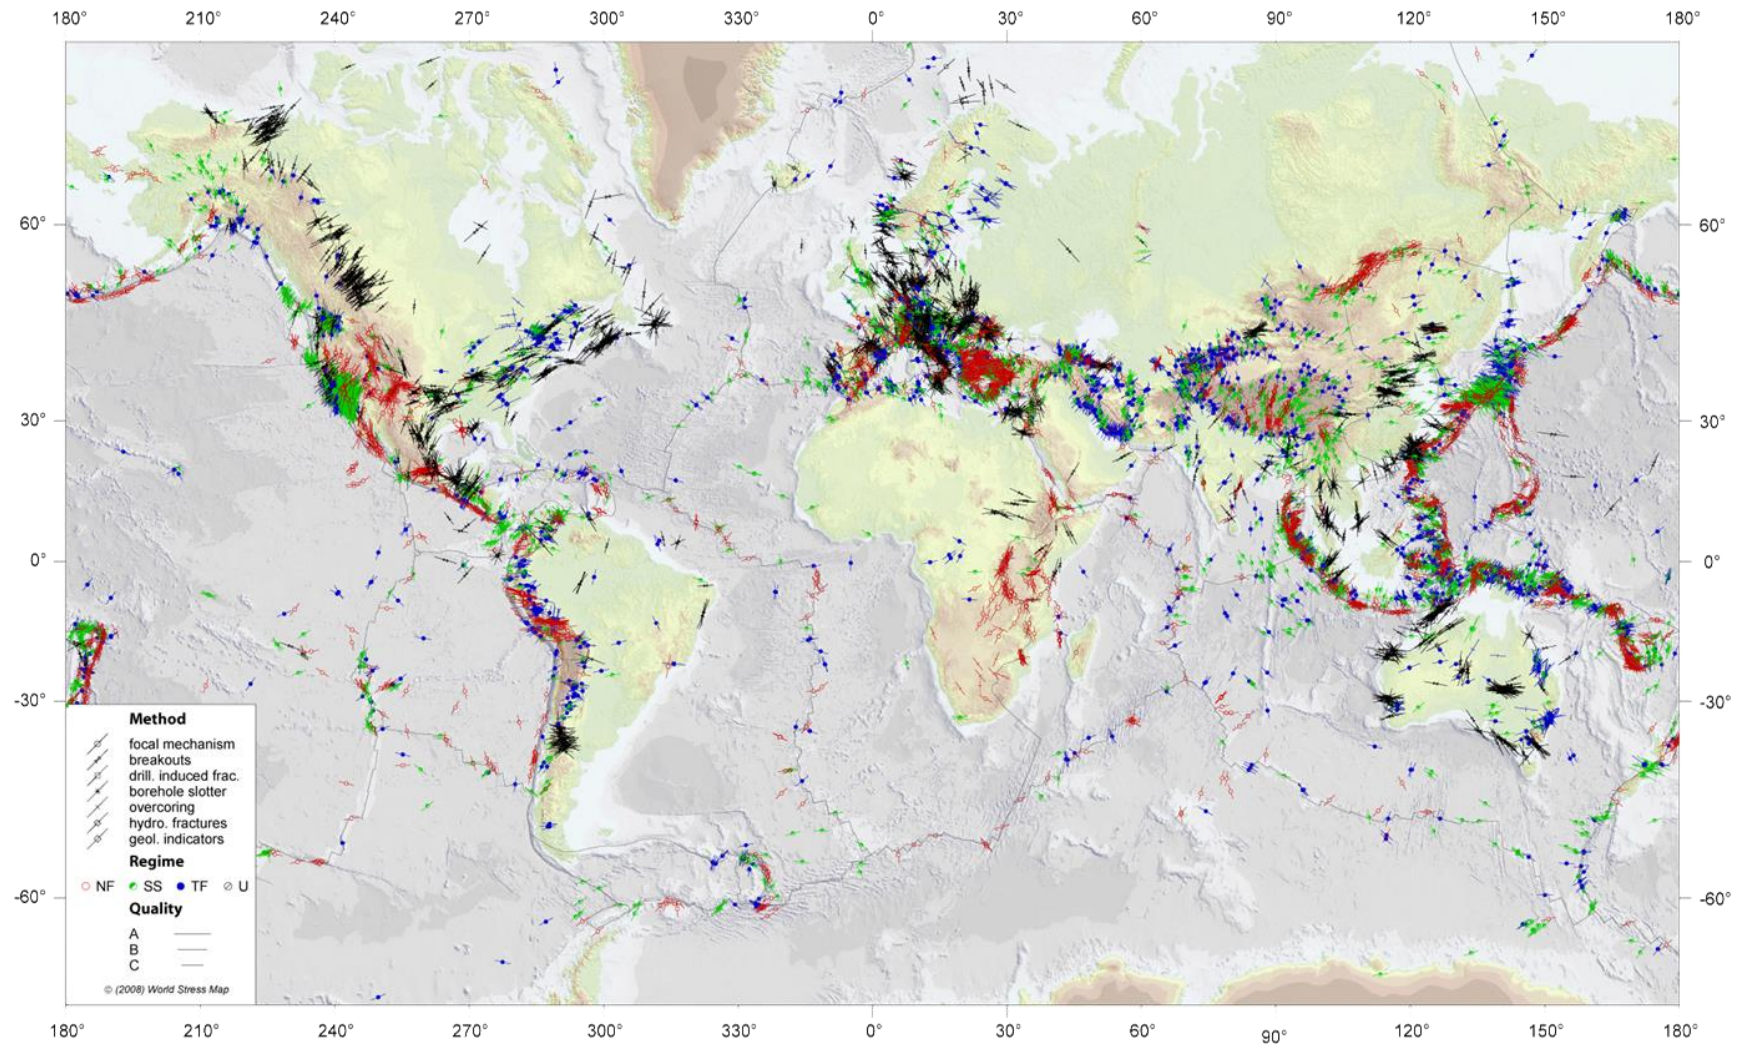 180° 210° 240° 270° 300° 330° 0° 30° 60° 90° 120° 150° 180°
60° 60°
30° 30°
0° 0°
-30° -30°
-60° -60°
Method
focal mechanism
breakouts
drill. induced frac.
borehole slotter
overcoring
hydro. fractures
geol. indicators
Regime
NF SS TF U
Quality
A
B
C
© (2008) World Stress Map
180° 210° 240° 270° 300° 330° 0° 30° 60° 90° 120° 150° 180°